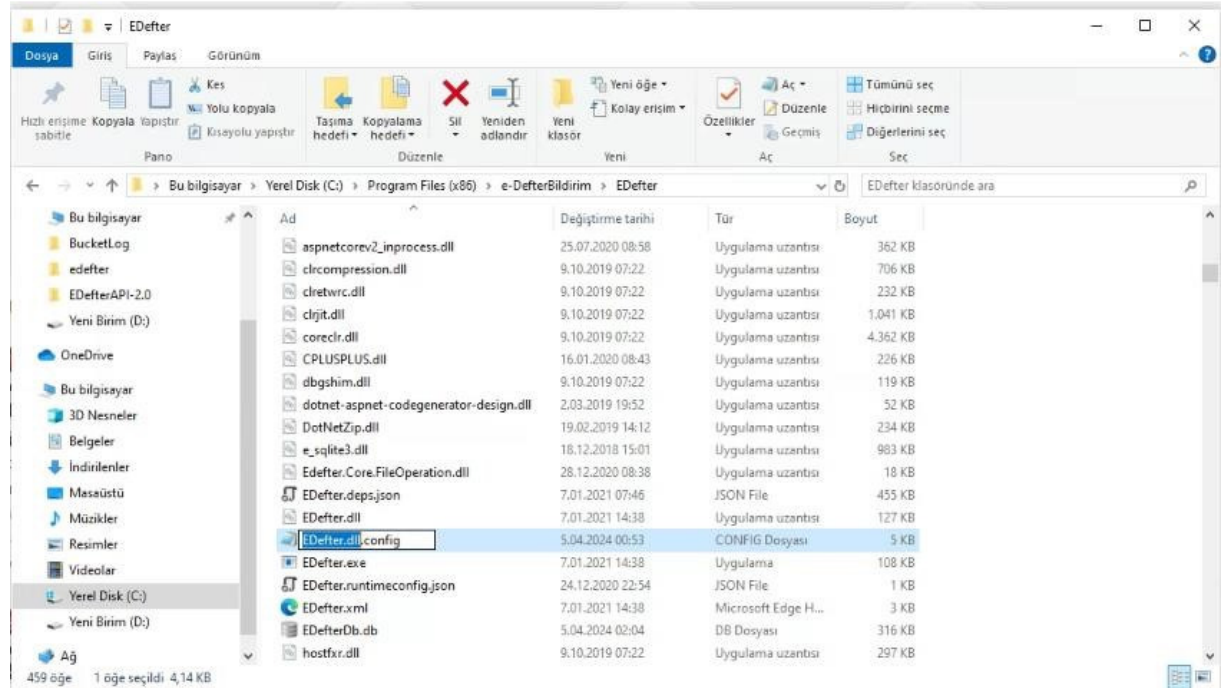 EDefter
Dosya Giriş Paylaş Görünüm
Hızlı erişime sabitle
Kopyala
Yapıştır
Kes
Yolu kopyala
Kısayolu yapıştır
Pano
Taşıma hedefi
Kopyalama hedefi
Sil
Yeniden adlandır
Düzenle
Yeni klasör
Yeni öğe
Kolay erişim
Yeni
Özellikler
Aç
Düzenle
Geçmiş
Aç
Tümünü seç
Hiçbirini seçme
Diğerlerini seç
Seç
Bu bilgisayar > Yerel Disk (C:) > Program Files (x86) > e-DefterBildirim > EDefter
EDefter klasöründe ara
Bu bilgisayar
BucketLog
edefter
EDefterAPI-2.0
Yeni Birim (D:)
OneDrive
Bu bilgisayar
3D Nesneler
Belgeler
İndirilenler
Masaüstü
Müzikler
Resimler
Videolar
Yerel Disk (C:)
Yeni Birim (D:)
Ağ
Ad Değiştirme tarihi Tür Boyut
aspnetcorev2_inprocess.dll 25.07.2020 08:58 Uygulama uzantısı 362 KB
clrcompression.dll 9.10.2019 07:22 Uygulama uzantısı 706 KB
clretwrc.dll 9.10.2019 07:22 Uygulama uzantısı 232 KB
clrjit.dll 9.10.2019 07:22 Uygulama uzantısı 1.041 KB
coreclr.dll 9.10.2019 07:22 Uygulama uzantısı 4.362 KB
CPLUSPLUS.dll 16.01.2020 08:43 Uygulama uzantısı 226 KB
dbgshim.dll 9.10.2019 07:22 Uygulama uzantısı 119 KB
dotnet-aspnet-codegenerator-design.dll 2.03.2019 19:52 Uygulama uzantısı 52 KB
DotNetZip.dll 19.02.2019 14:12 Uygulama uzantısı 234 KB
e_sqlite3.dll 18.12.2018 15:01 Uygulama uzantısı 983 KB
Edefter.Core.FileOperation.dll 28.12.2020 08:38 Uygulama uzantısı 18 KB
EDefter.deps.json 7.01.2021 07:46 JSON File 455 KB
EDefter.dll 7.01.2021 14:38 Uygulama uzantısı 127 KB
EDefter.dll.config 5.04.2024 00:53 CONFIG Dosyası 5 KB
EDefter.exe 7.01.2021 14:38 Uygulama 108 KB
EDefter.runtimeconfig.json 24.12.2020 22:54 JSON File 1 KB
EDefter.xml 7.01.2021 14:38 Microsoft Edge H... 3 KB
EDefterDb.db 5.04.2024 02:04 DB Dosyası 316 KB
hostfxr.dll 9.10.2019 07:22 Uygulama uzantısı 297 KB
459 öğe 1 öğe seçildi 4,14 KB